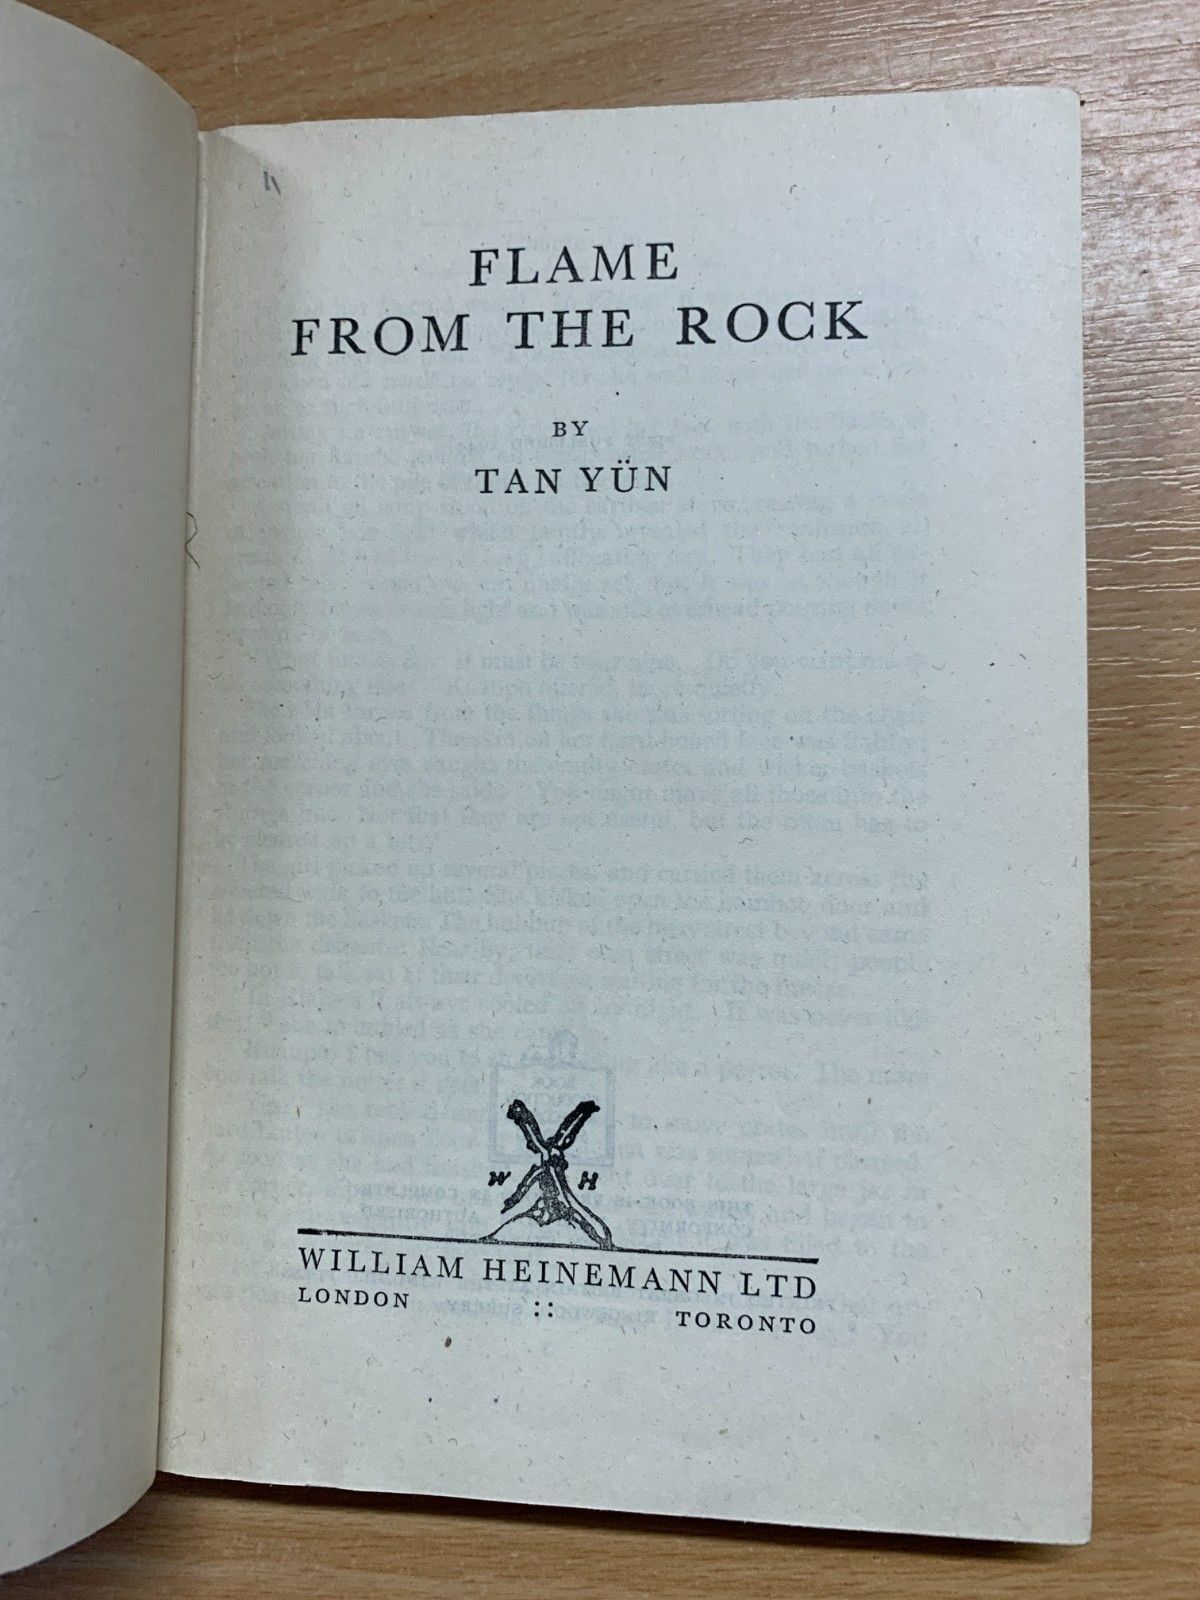 FLAME
FROM THE ROCK
BY
TAN YÜN
W H
WILLIAM HEINEMANN LTD
LONDON :: TORONTO